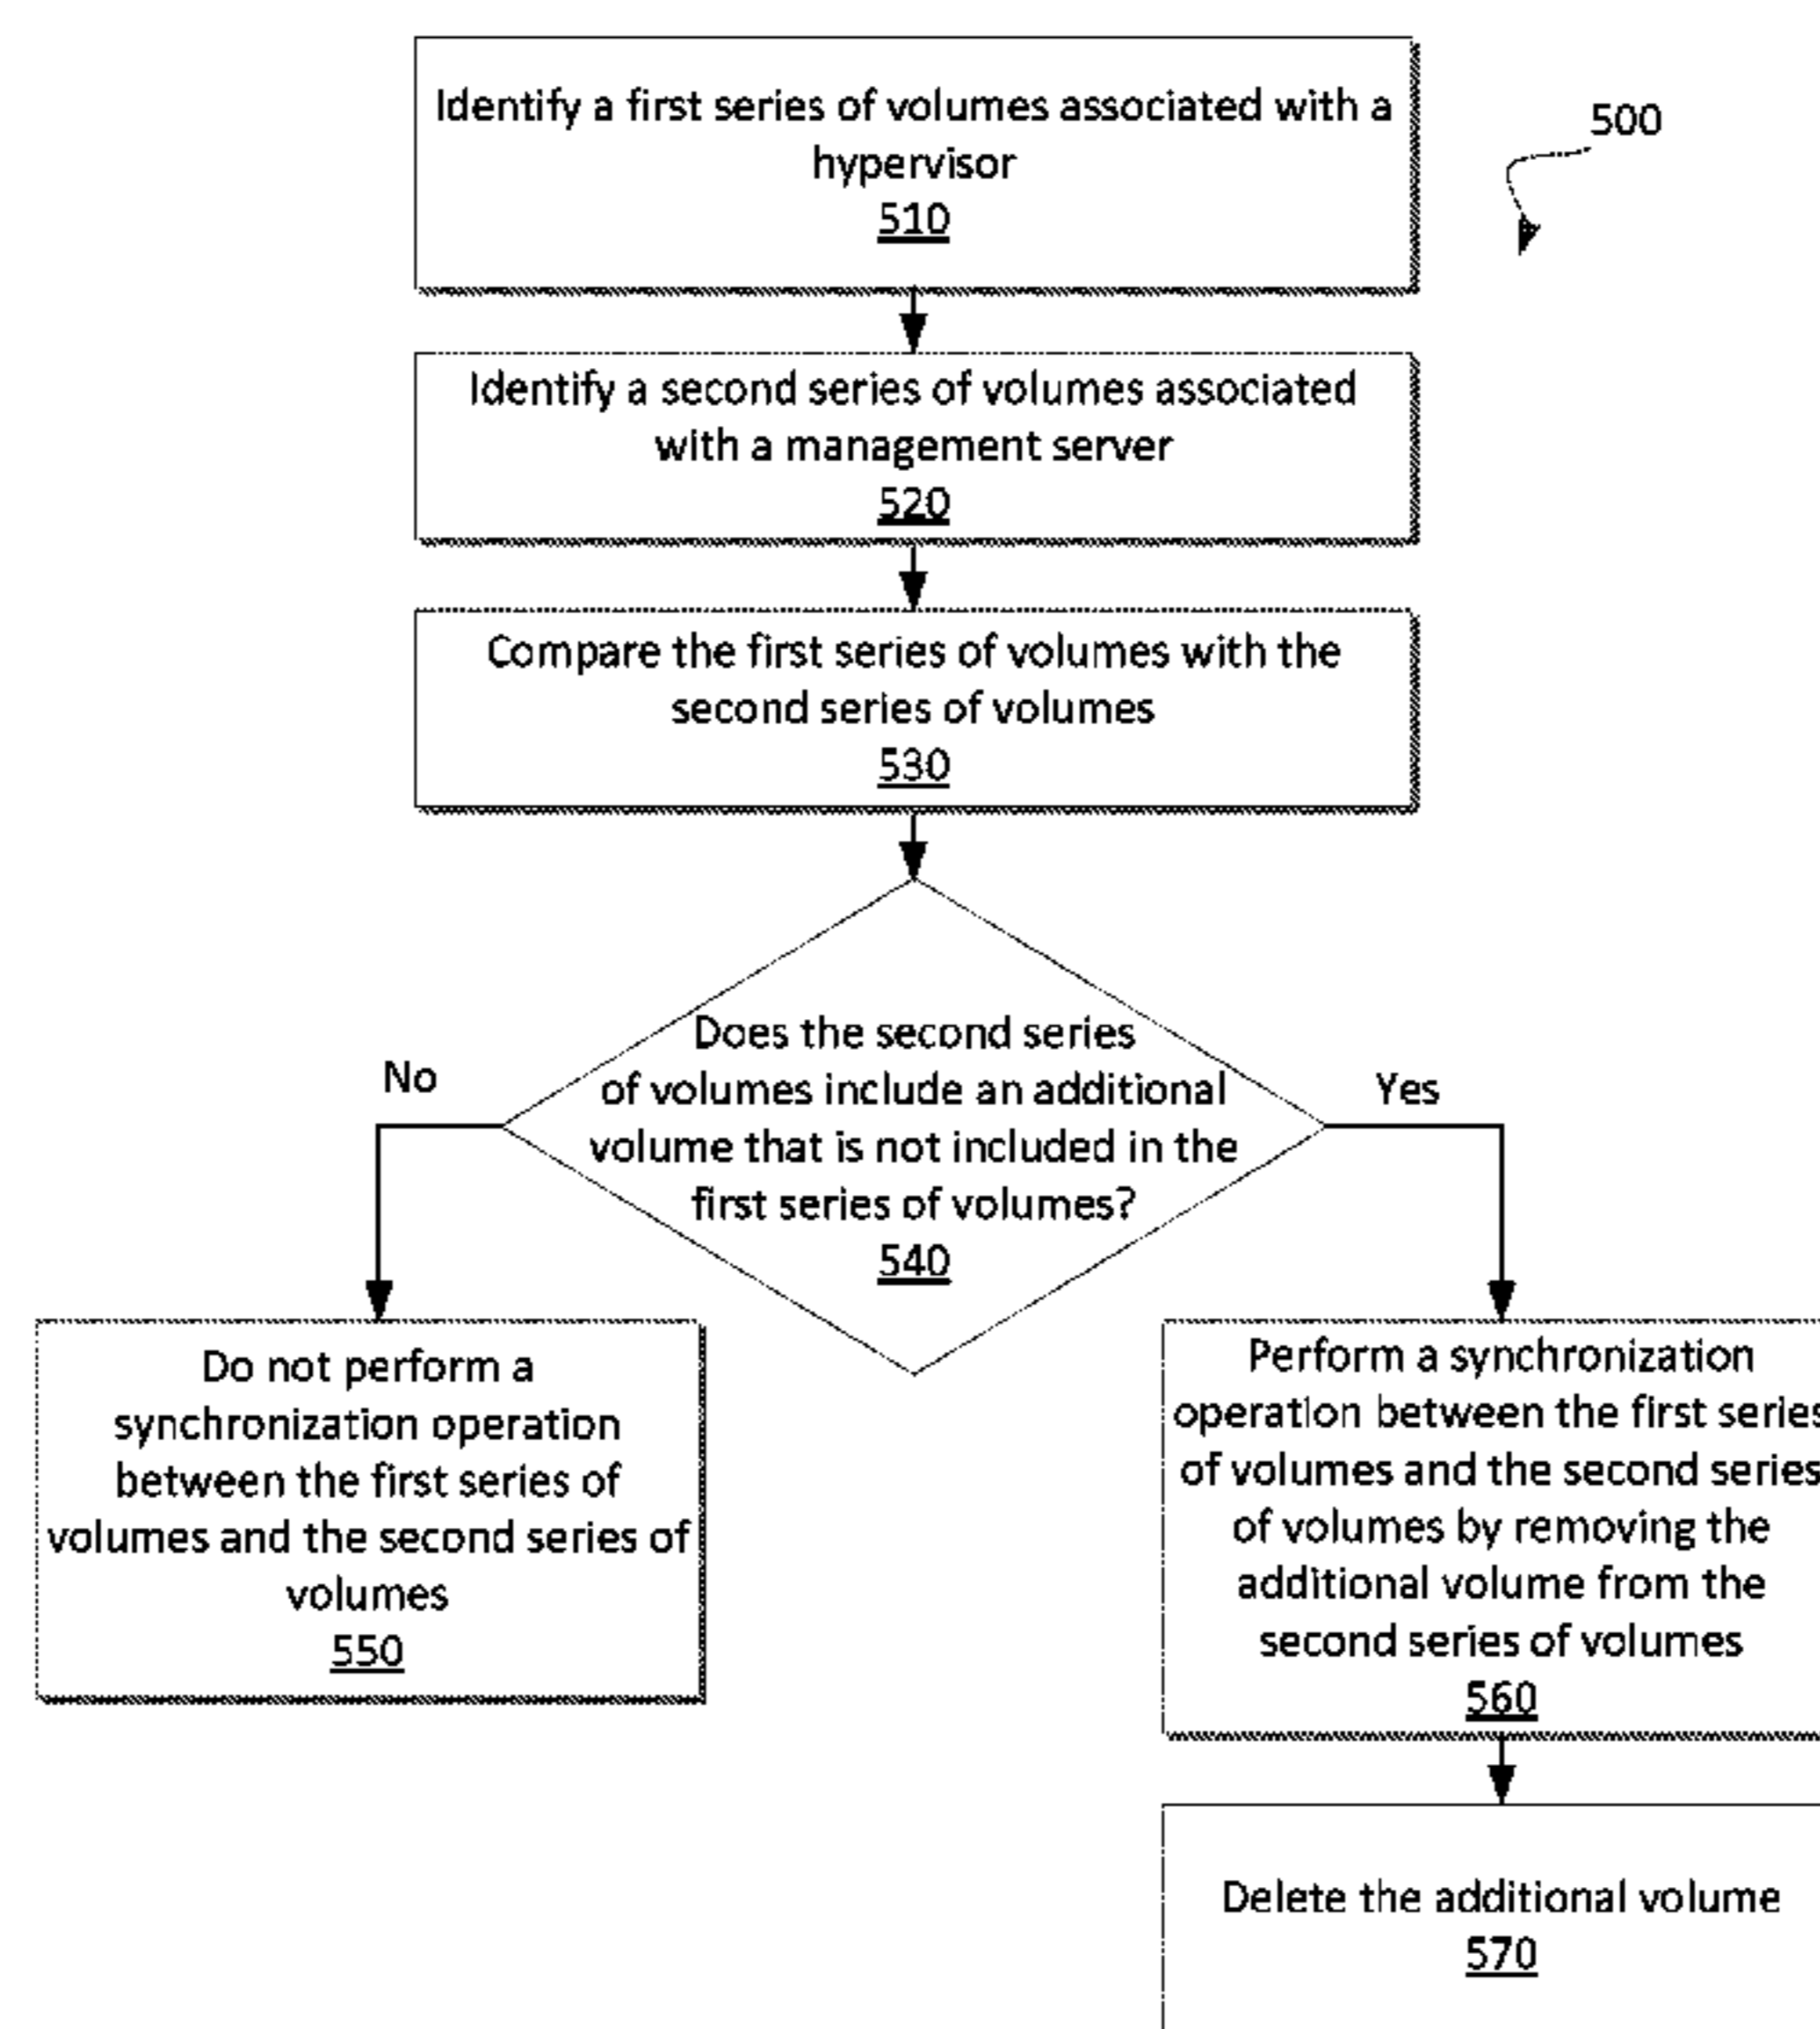 Identify a first series of volumes associated with a
hypervisor
510
500
Identify a second series of volumes associated
with a management server
520
Compare the first series of volumes with the
second series of volumes
530
Does the second series
of volumes include an additional
volume that is not included in the
first series of volumes?
540
No
Yes
Do not perform a
synchronization operation
between the first series of
volumes and the second series of
volumes
550
Perform a synchronization
operation between the first series
of volumes and the second series
of volumes by removing the
additional volume from the
second series of volumes
560
Delete the additional volume
570